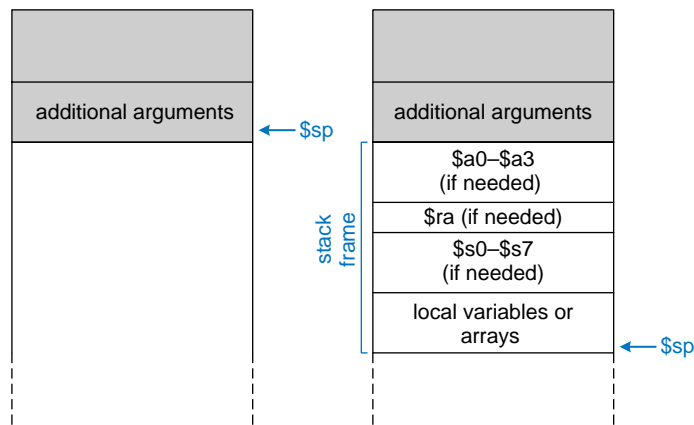 additional arguments
$sp
additional arguments
$a0–$a3
(if needed)
$ra (if needed)
$s0–$s7
(if needed)
local variables or
arrays
stack
frame
$sp